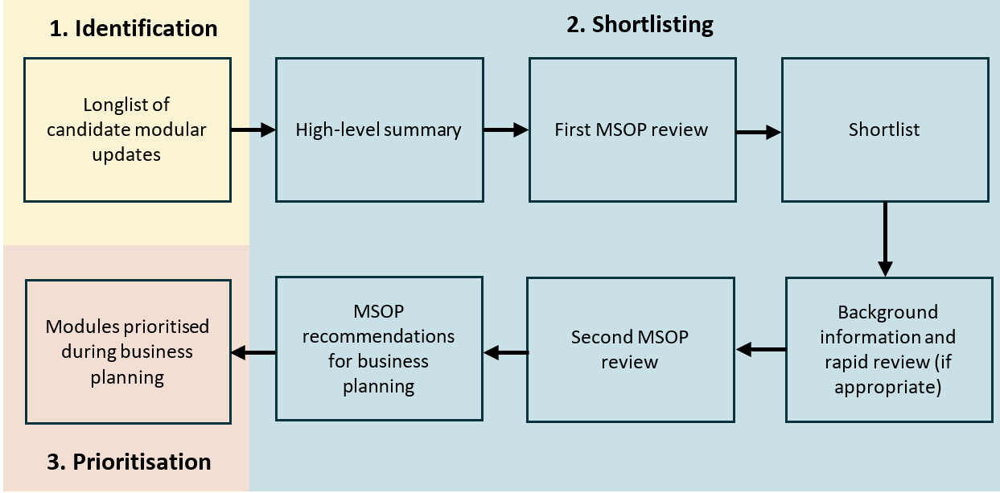 1. Identification
2. Shortlisting
Longlist of
candidate modular
updates
High-level summary
First MSOP review
Shortlist
Background
information and
rapid review (if
appropriate)
Second MSOP
review
MSOP
recommendations
for business
planning
Modules prioritised
during business
planning
3. Prioritisation